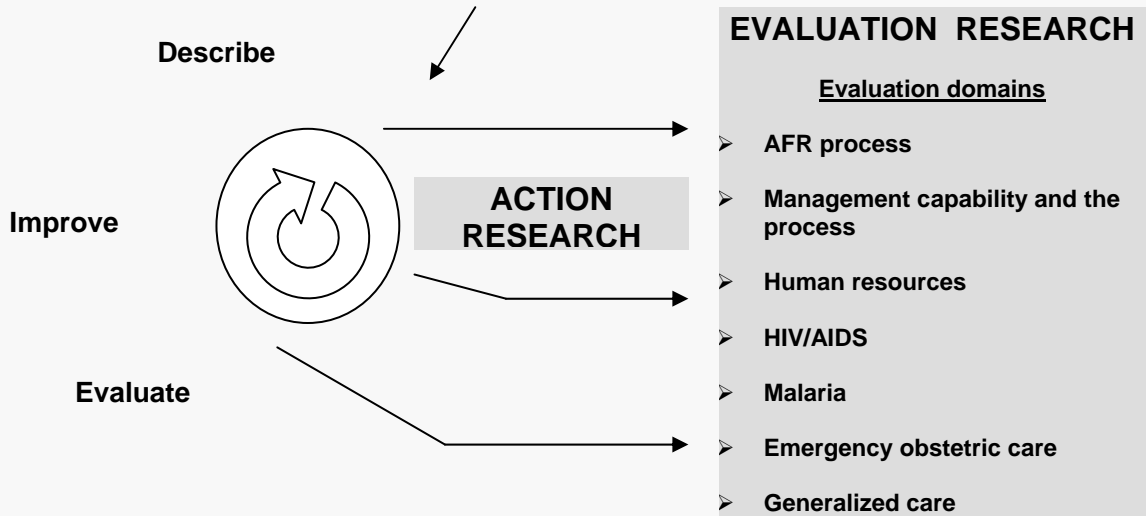 Describe
Improve
Evaluate
ACTION
RESEARCH
EVALUATION RESEARCH
Evaluation domains
AFR process
Management capability and the
process
Human resources
HIV/AIDS
Malaria
Emergency obstetric care
Generalized care